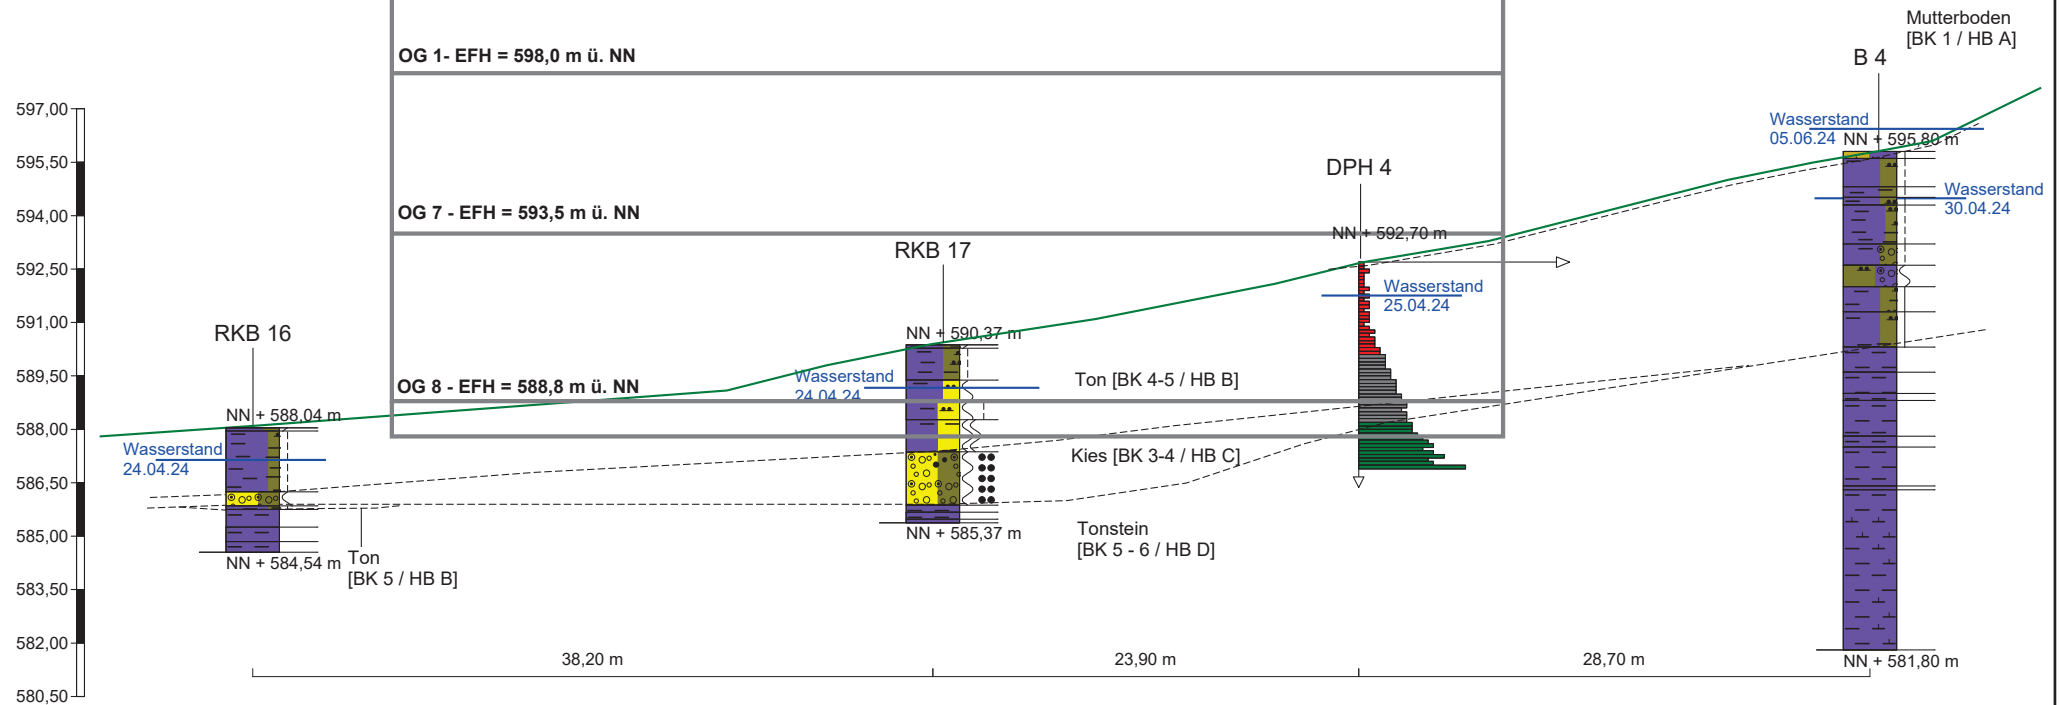 Mutterboden
[BK 1 / HB A]
OG 1- EFH = 598,0 m ü. NN
B 4
597,00
Wasserstand
05.06.24
NN + 595,80 m
595,50
DPH 4
Wasserstand
30.04.24
594,00
OG 7 - EFH = 593,5 m ü. NN
NN + 592,70 m
RKB 17
592,50
Wasserstand
25.04.24
591,00
RKB 16
NN + 590,37 m
589,50
Wasserstand
24.04.24
Ton [BK 4-5 / HB B]
OG 8 - EFH = 588,8 m ü. NN
NN + 588,04 m
588,00
Wasserstand
24.04.24
Kies [BK 3-4 / HB C]
586,50
585,00
NN + 585,37 m
Tonstein
[BK 5 - 6 / HB D]
NN + 584,54 m
Ton
[BK 5 / HB B]
583,50
582,00
38,20 m
23,90 m
28,70 m
NN + 581,80 m
580,50